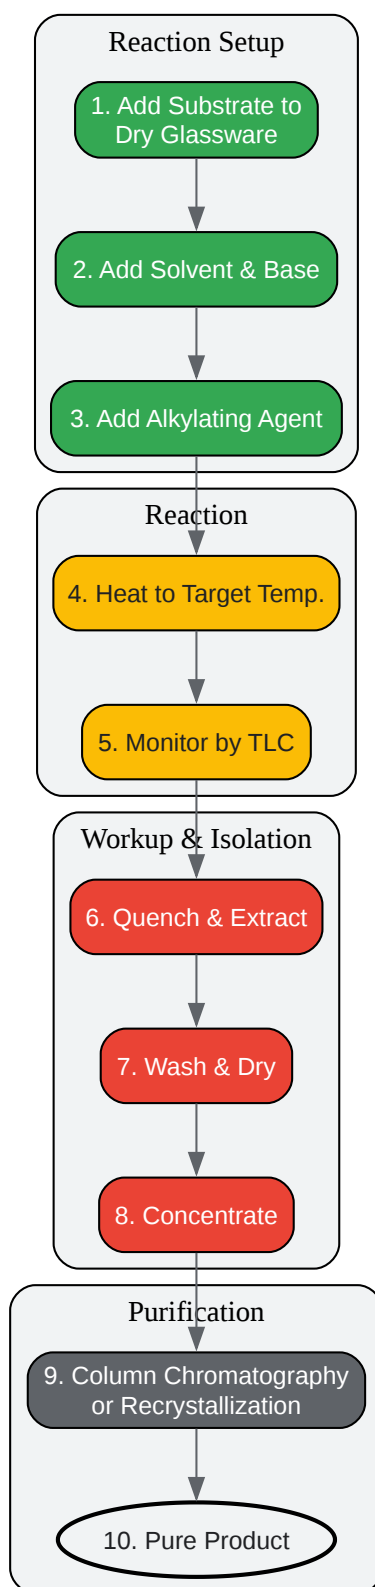 Reaction Setup
1. Add Substrate to
Dry Glassware
2. Add Solvent & Base
3. Add Alkylating Agent
Reaction
4. Heat to Target Temp.
5. Monitor by TLC
Workup & Isolation
6. Quench & Extract
7. Wash & Dry
8. Concentrate
Purification
9. Column Chromatography
or Recrystallization
10. Pure Product